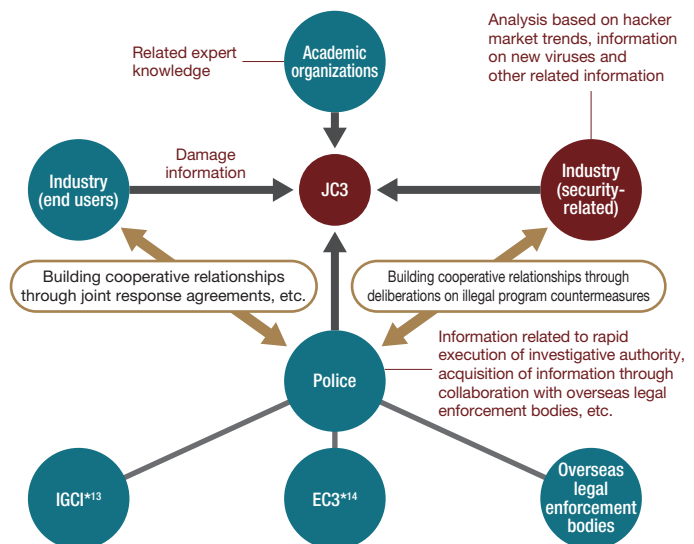 Academic
organizations
Related expert
knowledge
Analysis based on hacker
market trends, information
on new viruses and
other related information
Industry
(end users)
Damage
information
JC3
Industry
(security-
related)
Building cooperative relationships
through joint response agreements, etc.
Building cooperative relationships through
deliberations on illegal program countermeasures
Police
Information related to rapid
execution of investigative authority,
acquisition of information through
collaboration with overseas legal
enforcement bodies, etc.
IGCI*13
EC3*14
Overseas
legal
enforcement
bodies